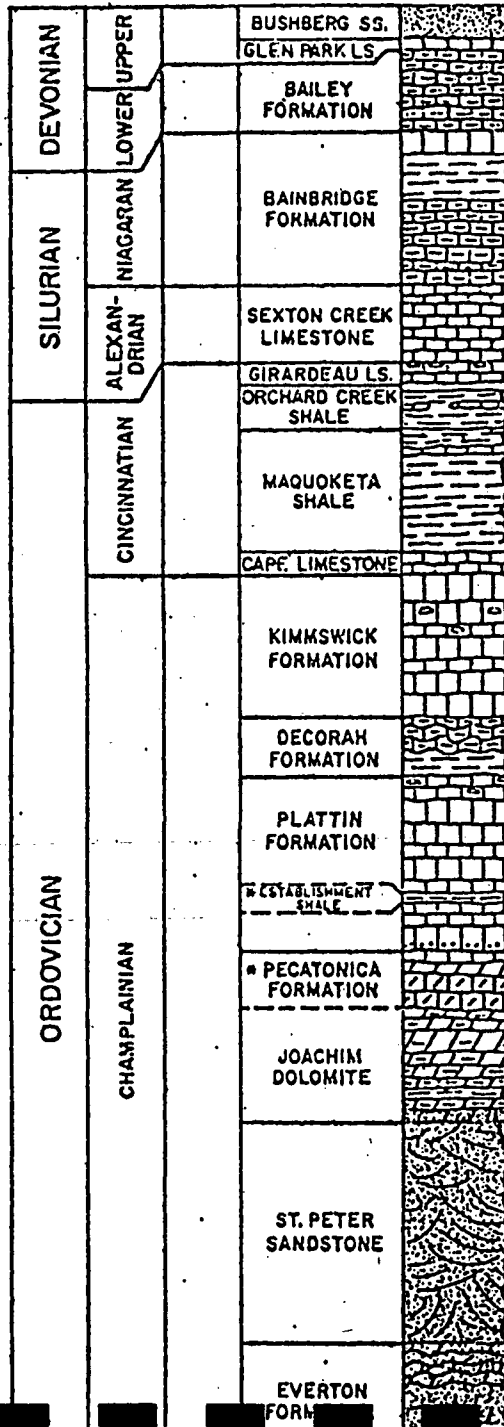 DEVONIAN
SILURIAN
ORDOVICIAN
UPPER
LOWER
NIAGARAN
ALEXAN-
DRIAN
CINCINNATIAN
CHAMPLAINIAN
BUSHBERG SS.
GLEN PARK LS.
BAILEY
FORMATION
BAINBRIDGE
FORMATION
SEXTON CREEK
LIMESTONE
GIRARDEAU LS.
ORCHARD CREEK
SHALE
MAQUOKETA
SHALE
CAPE LIMESTONE
KIMMSWICK
FORMATION
DECORAH
FORMATION
PLATTIN
FORMATION
* ESTABLISHMENT
SHALE
* PECATONICA
FORMATION
JOACHIM
DOLOMITE
ST. PETER
SANDSTONE
EVERTON